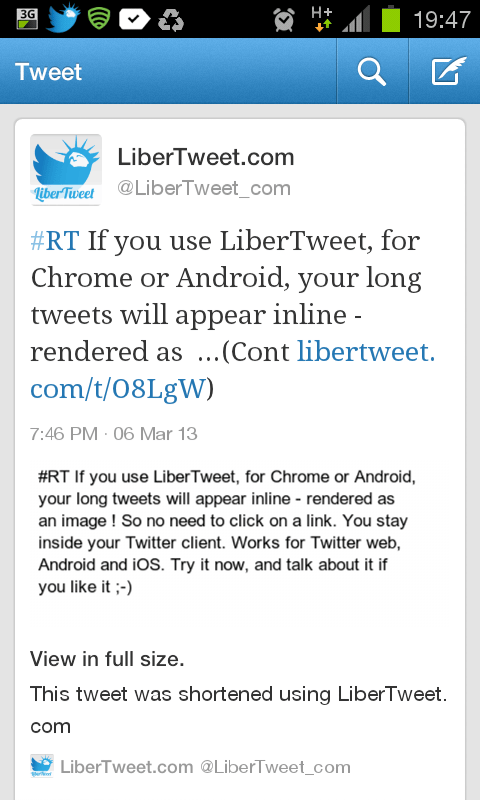 3G H+ 19:47
Tweet
LiberTweet
LiberTweet.com
@LiberTweet_com
#RT If you use LiberTweet, for
Chrome or Android, your long
tweets will appear inline -
rendered as ...(Cont libertweet.
com/t/O8LgW)
7:46 PM · 06 Mar 13
#RT If you use LiberTweet, for Chrome or Android,
your long tweets will appear inline - rendered as
an image ! So no need to click on a link. You stay
inside your Twitter client. Works for Twitter web,
Android and iOS. Try it now, and talk about it if
you like it ;-)
View in full size.
This tweet was shortened using LiberTweet.
com
LiberTweet.com @LiberTweet_com